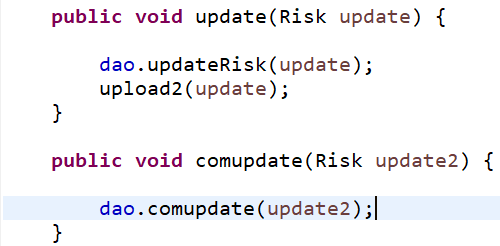 public void update(Risk update) {
dao.updateRisk(update);
upload2(update);
}
public void comupdate(Risk update2) {
dao.comupdate(update2);
}